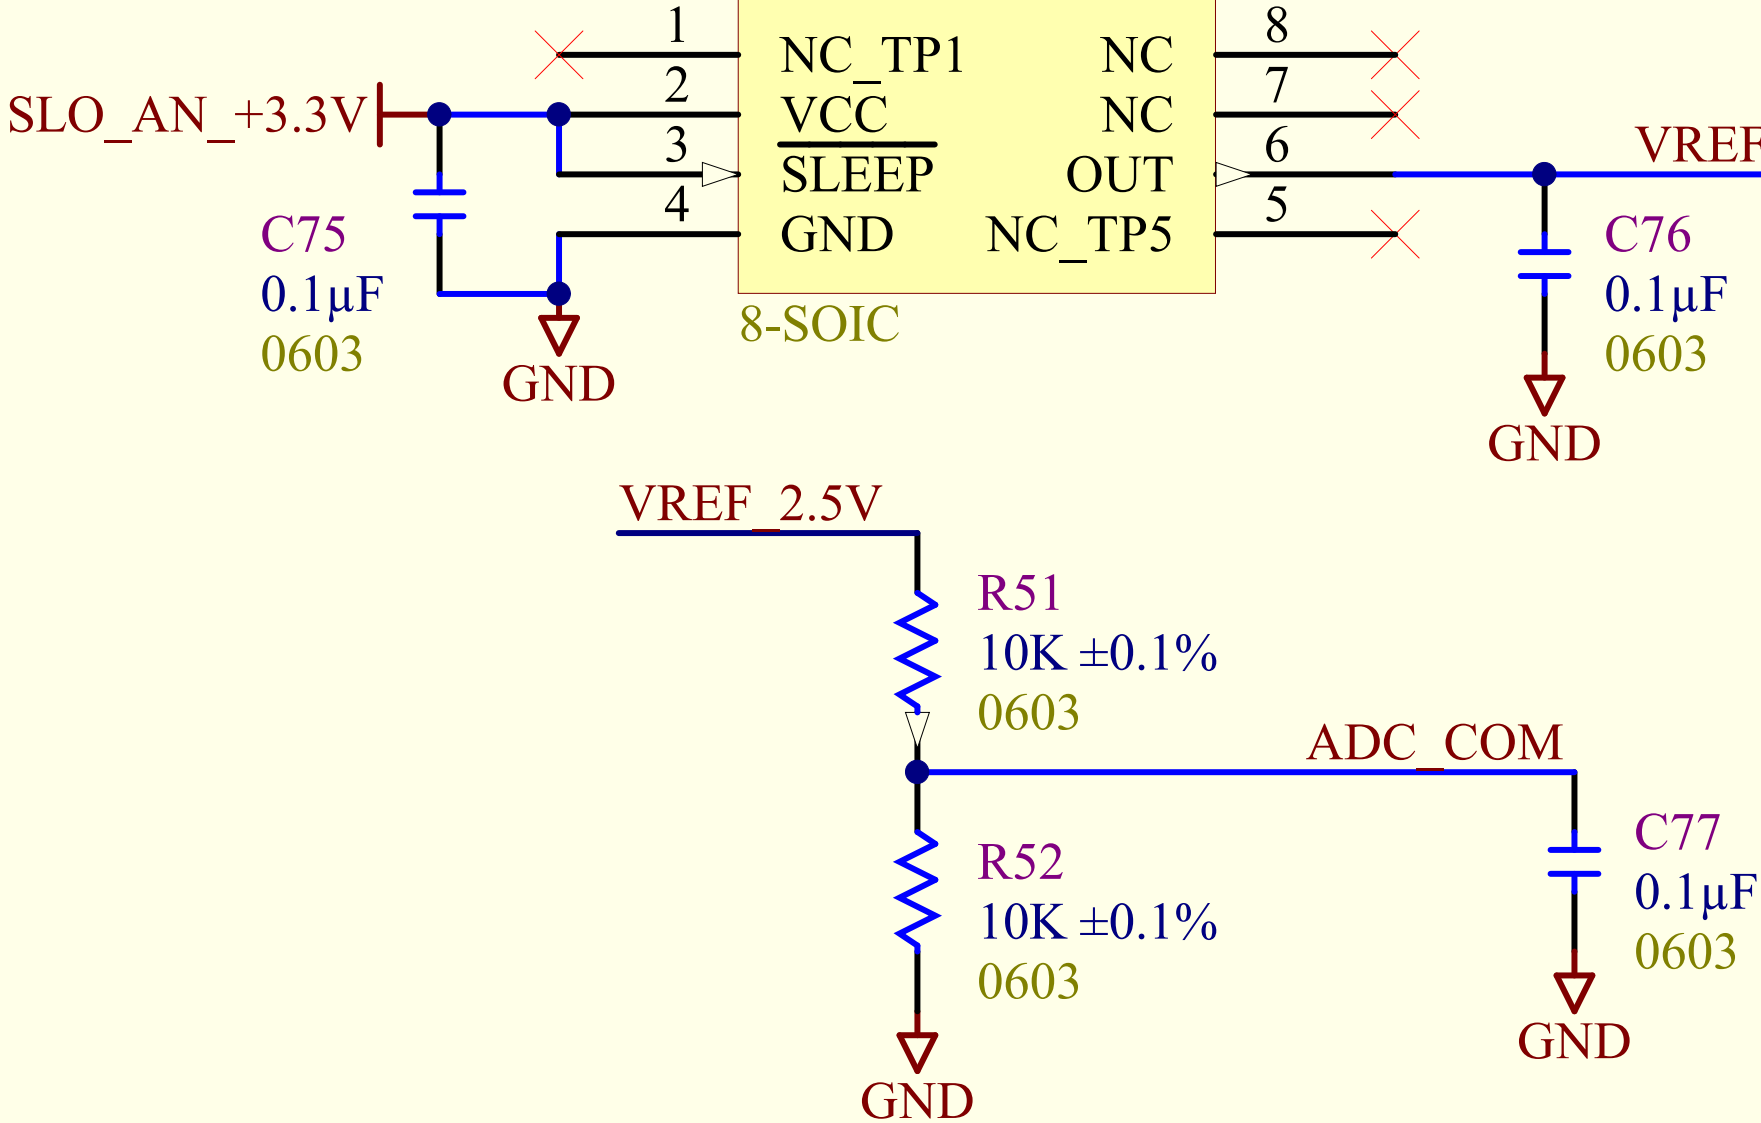 1
NC_TP1
NC
8
2
VCC
NC
7
SLO_AN_+3.3V
3
SLEEP
OUT
6
VREF
4
GND
NC_TP5
5
C75
0.1µF
0603
GND
8-SOIC
C76
0.1µF
0603
GND
VREF_2.5V
R51
10K ±0.1%
0603
ADC_COM
R52
10K ±0.1%
0603
GND
C77
0.1µF
0603
GND